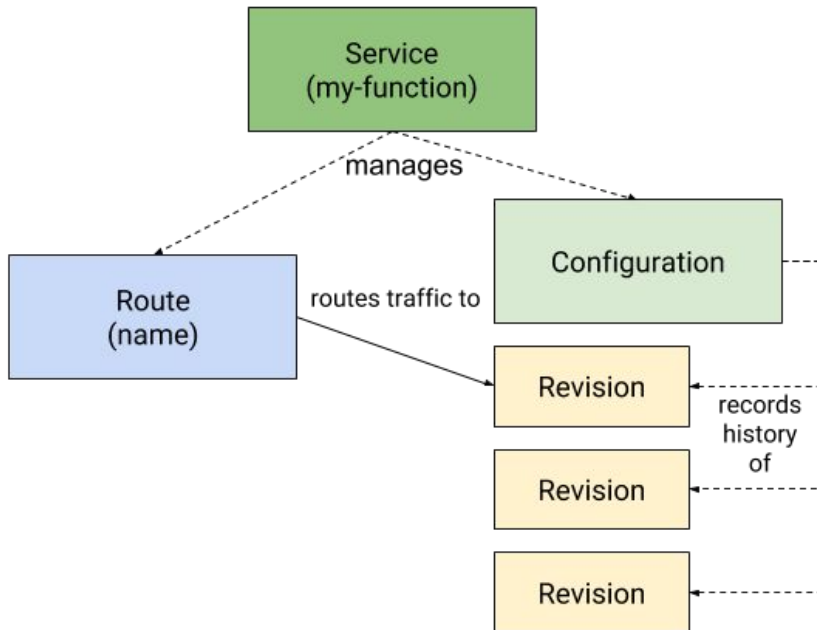 Service
(my-function)
manages
Configuration
Route
(name)
routes traffic to
Revision
records
history
of
Revision
Revision